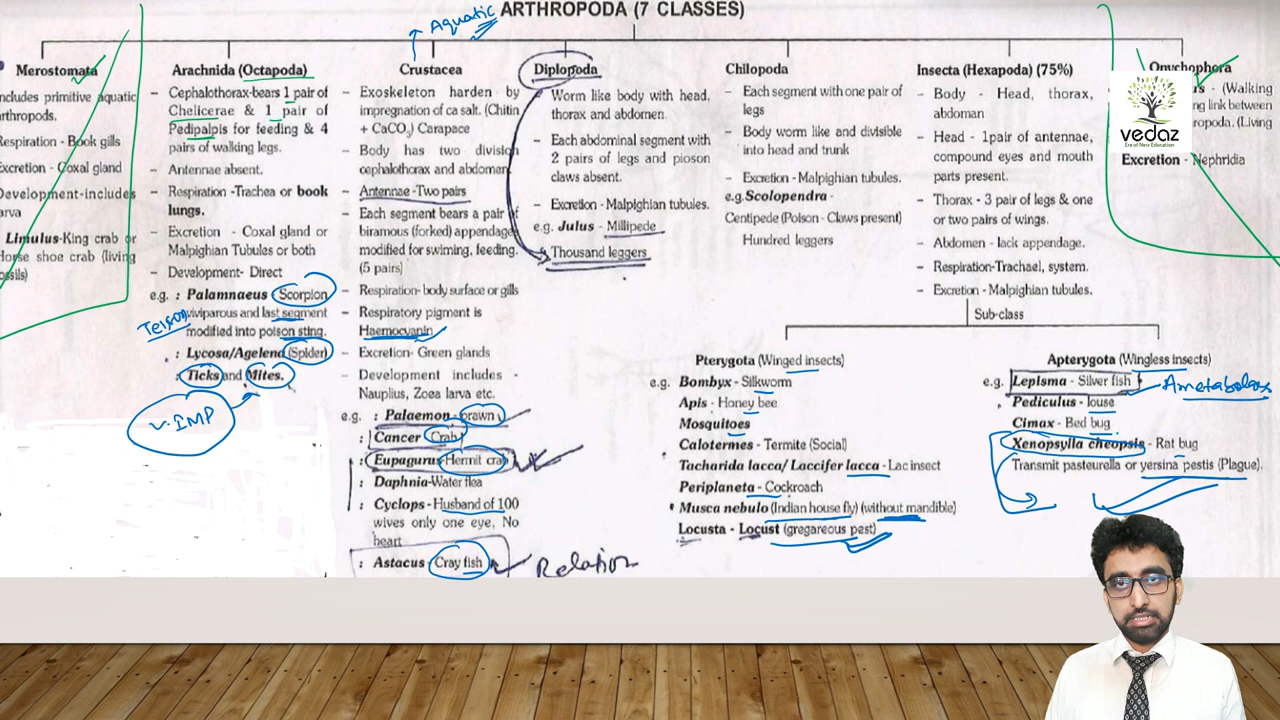 ARTHROPODA (7 CLASSES)
Aquatic
Merostomata
ncludes primitive aquatic
arthropods.
Respiration - Book gills
Excretion - Coxal gland
Development-includes
arva
Limulus-King crab or
Horse shoe crab (living
ossils)
Arachnida (Octapoda)
- Cephalothorax-bears 1 pair of
Chelicerae & 1 pair of
Pedipalpis for feeding & 4
pairs of walking legs.
- Antennae absent.
- Respiration -Trachea or book
lungs.
- Excretion - Coxal gland or
Malpighian Tubules or both
- Development- Direct
e.g. : Palamnaeus Scorpion
viviparous and last segment
modified into poison sting.
Telson
: Lycosa/Agelena (Spider)
: Ticks and Mites.
v. IMP
Crustacea
- Exoskeleton harden by
impregnation of ca salt. (Chitin
+ CaCO3) Carapace
- Body has two division
cephalothorax and abdomen
- Antennae -Two pairs
- Each segment bears a pair of
biramous (forked) appendage
modified for swiming, feeding.
(5 pairs)
- Respiration- body surface or gills
- Respiratory pigment is
Haemocyanin
- Excretion- Green glands
- Development includes -
Nauplius, Zoea larva etc.
e.g. : Palaemon- prawn
: Cancer Crab
: Eupagurus-Hermit crab
: Daphnia-Water flea
: Cyclops - Husband of 100
wives only one eye, No
heart
: Astacus Cray fish
Relation
Diplopoda
- Worm like body with head,
thorax and abdomen.
- Each abdominal segment with
2 pairs of legs and pioson
claws absent.
- Excretion - Malpighian tubules.
e.g. Julus - Millipede
Thousand leggers
Chilopoda
- Each segment with one pair of
legs
- Body worm like and divisible
into head and trunk
- Excretion - Malpighian tubules.
e.g.Scolopendra -
Centipede (Poison - Claws present)
Hundred leggers
Insecta (Hexapoda) (75%)
- Body - Head, thorax,
abdoman
- Head - 1pair of antennae,
compound eyes and mouth
parts present.
- Thorax - 3 pair of legs & one
or two pairs of wings.
- Abdomen - lack appendage.
- Respiration-Trachael, system.
- Excretion - Malpighian tubules.
Sub-class
Pterygota (Winged insects)
e.g. Bombyx - Silkworm
Apis - Honey bee
Mosquitoes
Calotermes - Termite (Social)
Tacharida lacca/ Laccifer lacca - Lac insect
Periplaneta - Cockroach
Musca nebulo (Indian house fly) (without mandible)
Locusta - Locust (gregareous pest)
Apterygota (Wingless insects)
e.g. Lepisma - Silver fish
Ametabolas
Pediculus - louse
Cimax - Bed bug
Xenopsylla cheopsis - Rat bug
Transmit pasteurella or yersina pestis (Plague).
Onychophora
(Walking
ng link between
ropoda. (Living
Excretion - Nephridia
vedaz
Era of New Education